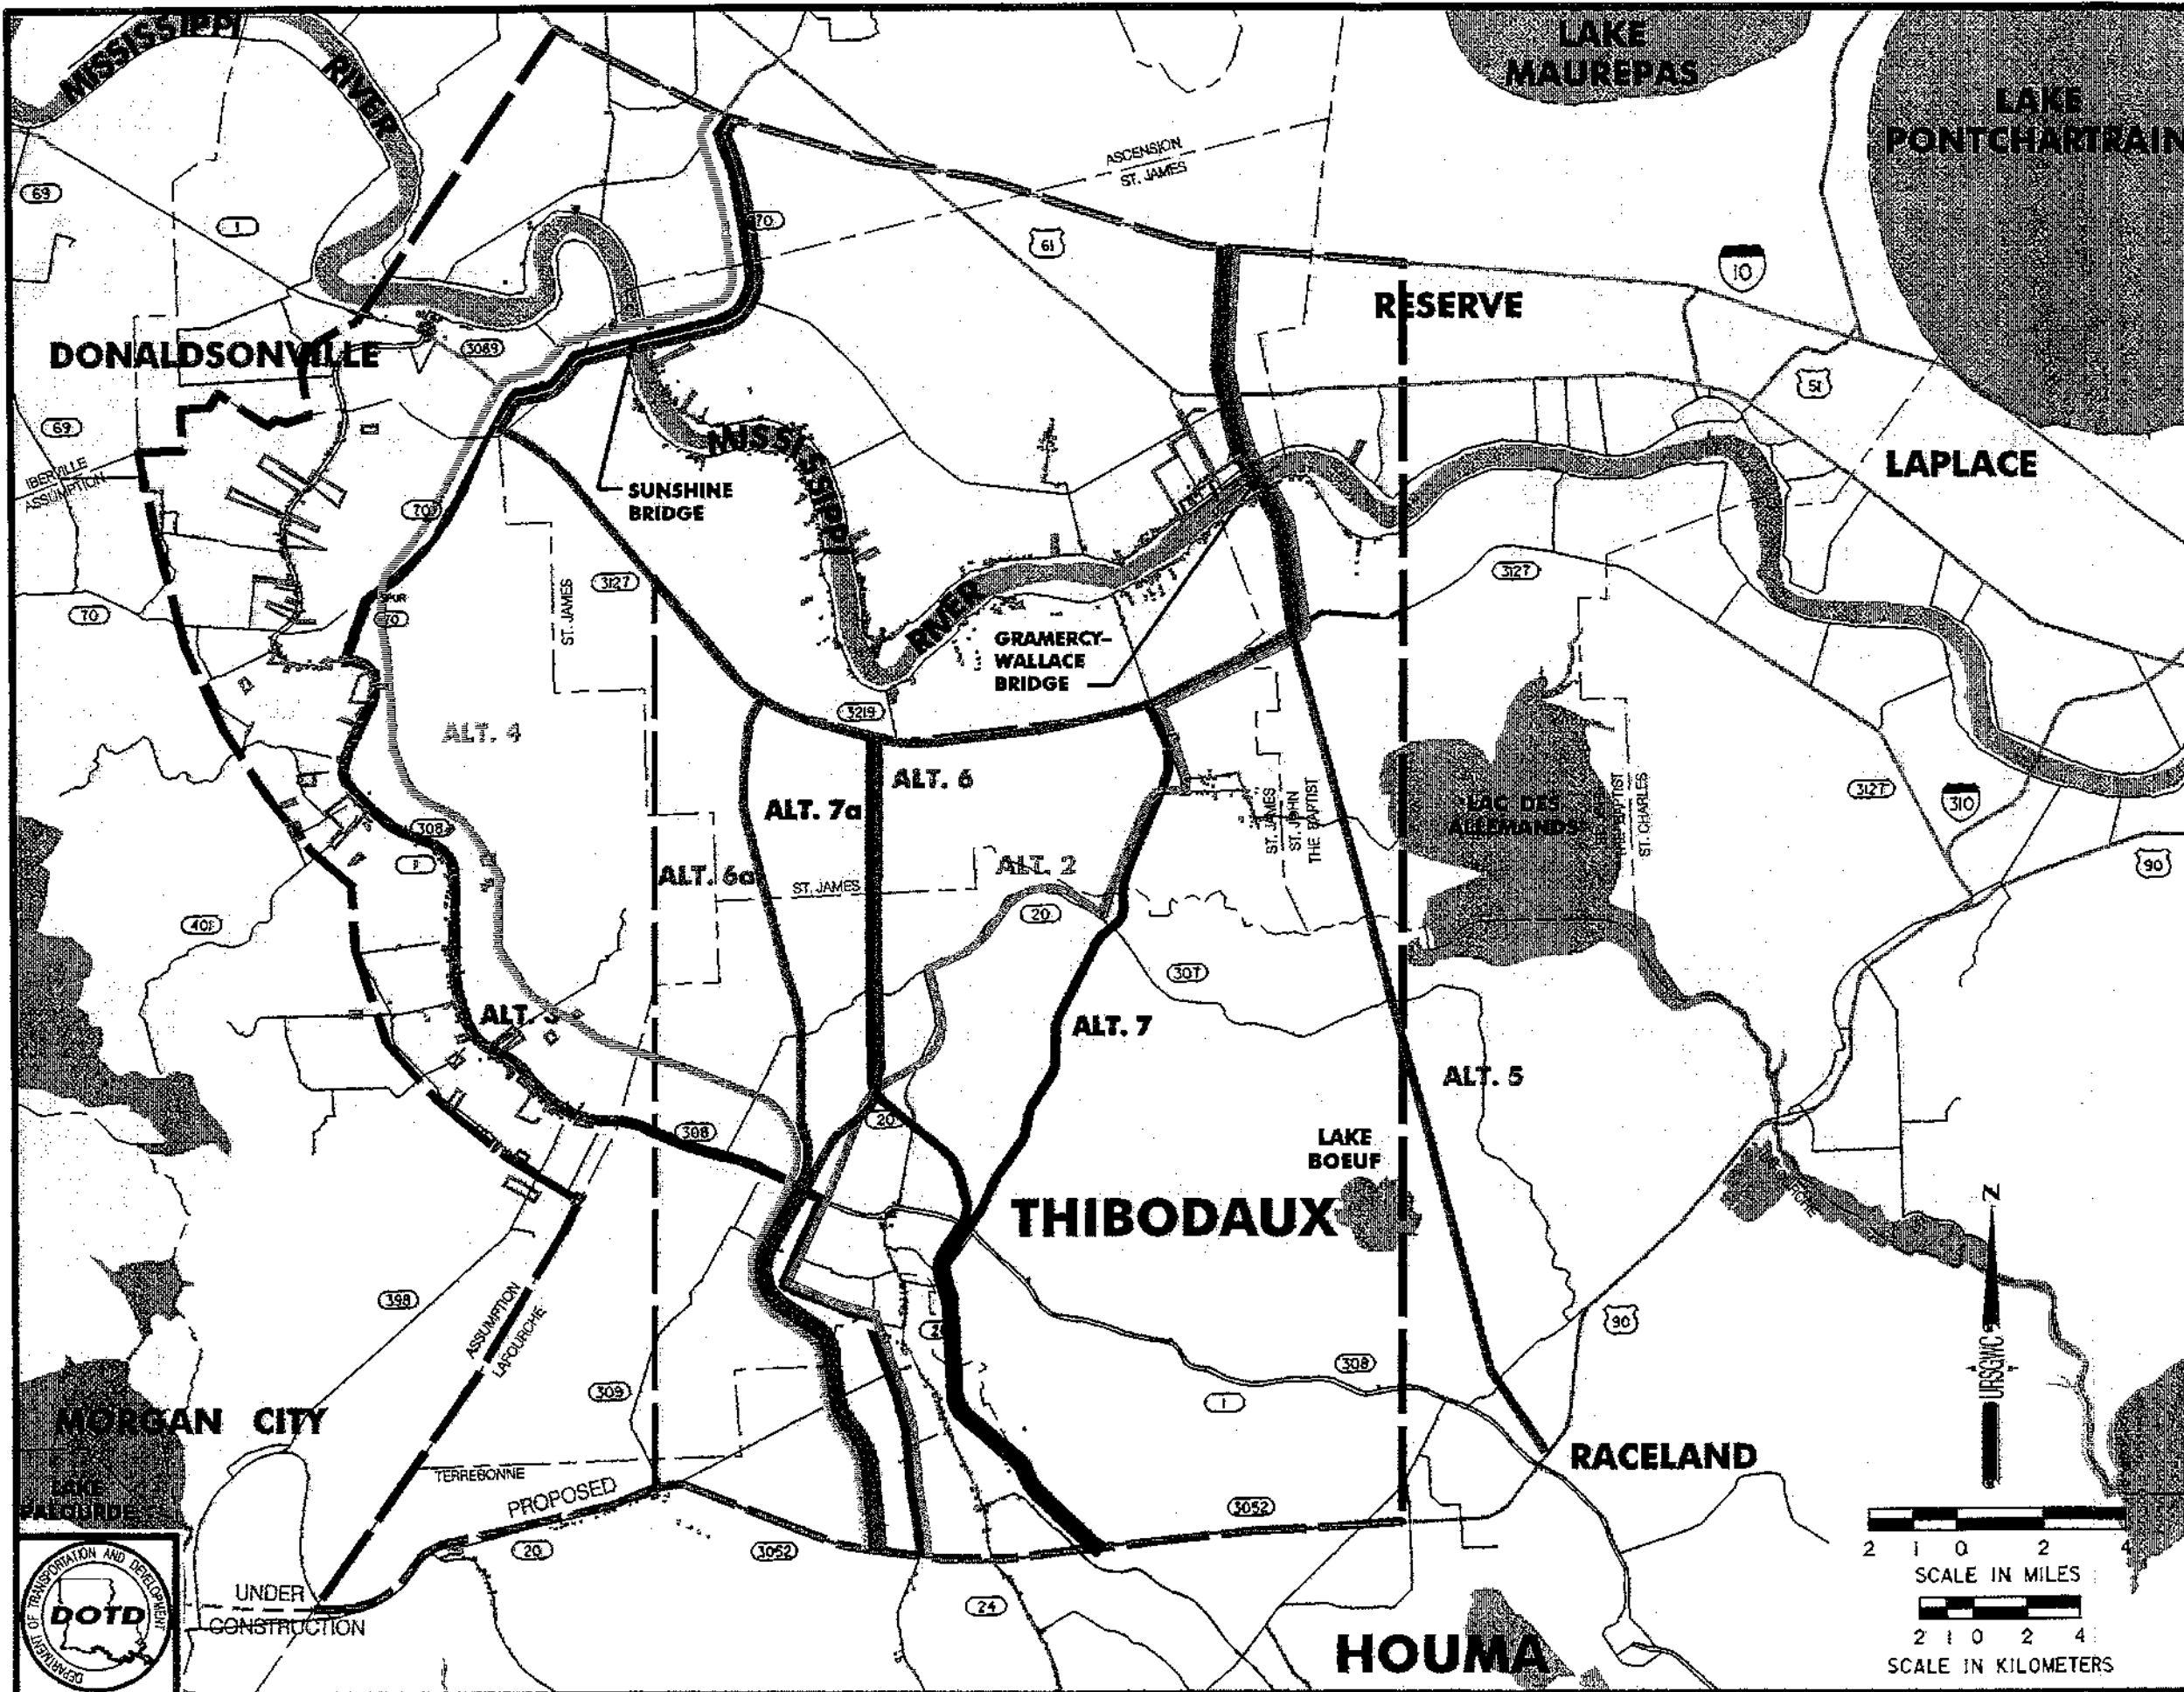 MISSISSIPPI
RIVER
LAKE
MAUREPAS
LAKE
PONTCHARTRAIN
69
1
ASCENSION
ST. JAMES
70
61
10
RESERVE
DONALDSONVILLE
3089
51
69
IBERVILLE
ASSUMPTION
MISSISSIPPI
LAPLACE
SUNSHINE
BRIDGE
70
3127
ST. JAMES
3127
70
SPUR
70
RIVER
GRAMERCY-
WALLACE
BRIDGE
3219
ALT. 4
ALT. 6
ALT. 7a
LAC DES
ALLEMANDS
ST. JAMES
ST. JOHN
THE BAPTIST
ST. CHARLES
3127
310
308
1
ALT. 6a
ST. JAMES
ALT. 2
90
20
401
307
ALT. 3
ALT. 7
ALT. 5
20
308
LAKE
BOEUF
THIBODAUX
N
398
ASSUMPTION
LAFOURCHE
20
90
URSGWC
309
308
1
MORGAN CITY
RACELAND
TERREBONNE
LAKE
PALOURDE
PROPOSED
3052
20
3052
2 1 0 2 4
SCALE IN MILES
UNDER
CONSTRUCTION
24
2 1 0 2 4
SCALE IN KILOMETERS
HOUMA
DEPARTMENT OF TRANSPORTATION AND DEVELOPMENT
DOTD